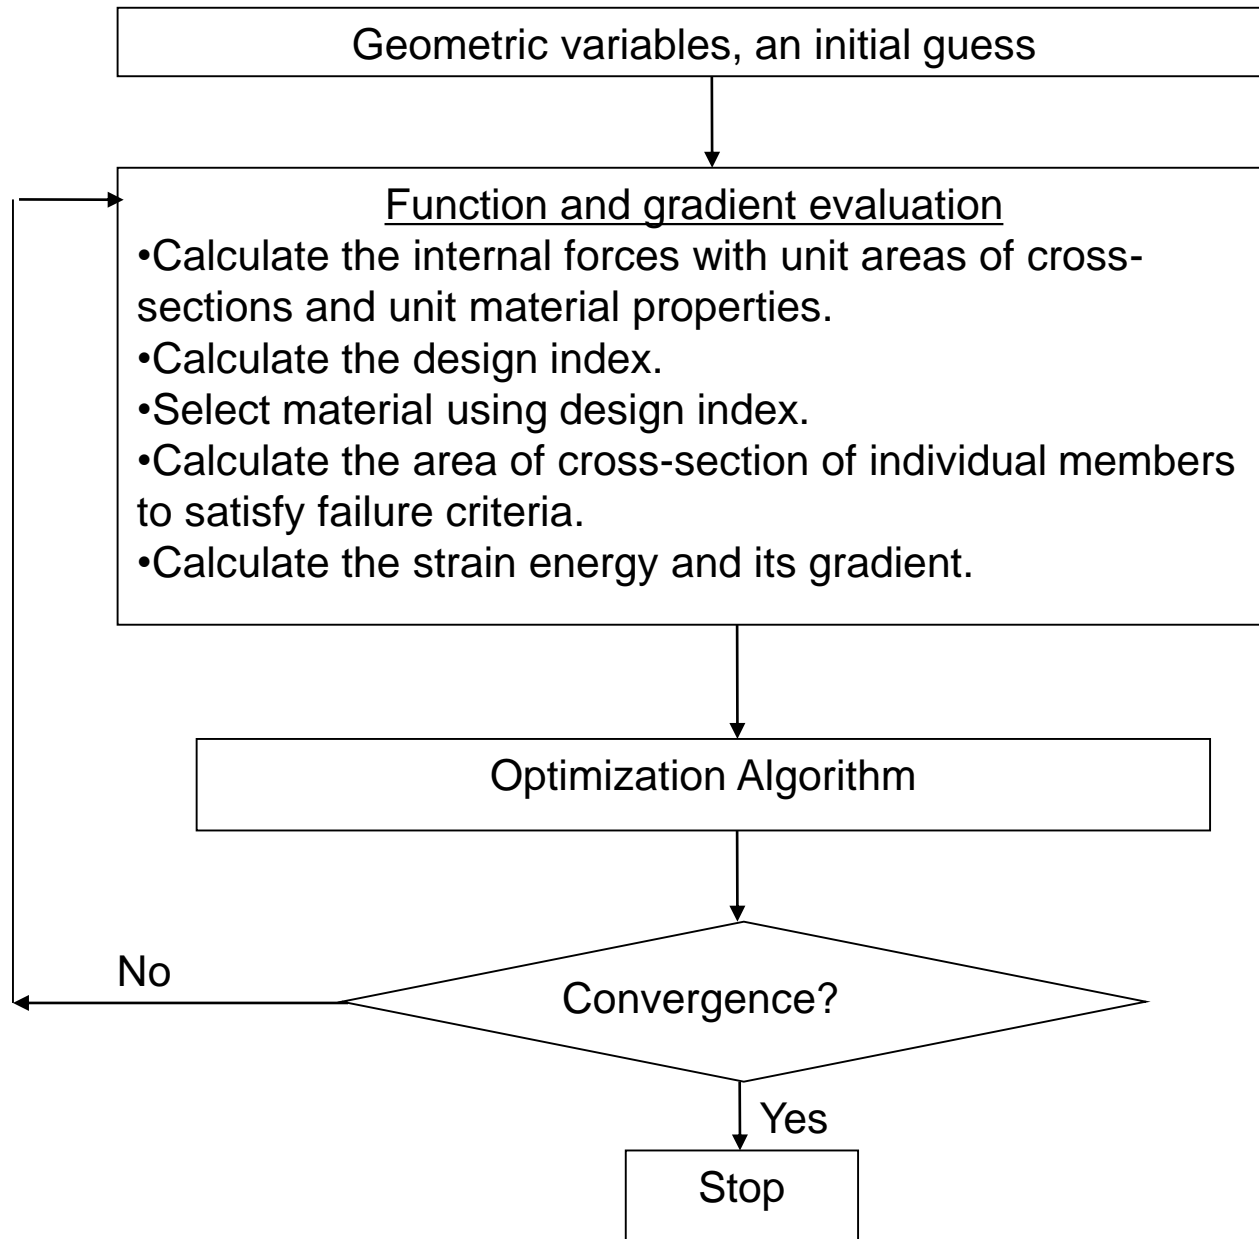 Geometric variables, an initial guess
Function and gradient evaluation
•Calculate the internal forces with unit areas of cross-
sections and unit material properties.
•Calculate the design index.
•Select material using design index.
•Calculate the area of cross-section of individual members
to satisfy failure criteria.
•Calculate the strain energy and its gradient.
Optimization Algorithm
No
Convergence?
Yes
Stop